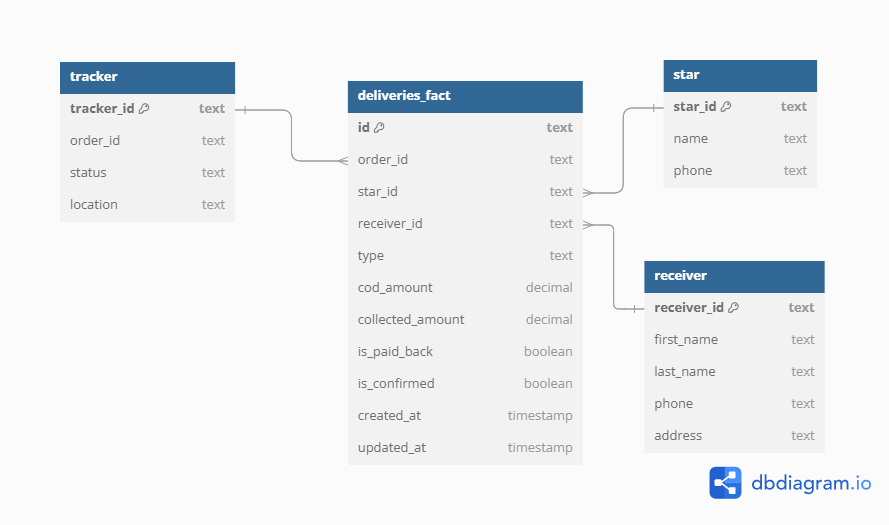 tracker
tracker_id text
order_id text
status text
location text
deliveries_fact
id text
order_id text
star_id text
receiver_id text
type text
cod_amount decimal
collected_amount decimal
is_paid_back boolean
is_confirmed boolean
created_at timestamp
updated_at timestamp
star
star_id text
name text
phone text
receiver
receiver_id text
first_name text
last_name text
phone text
address text
dbdiagram.io